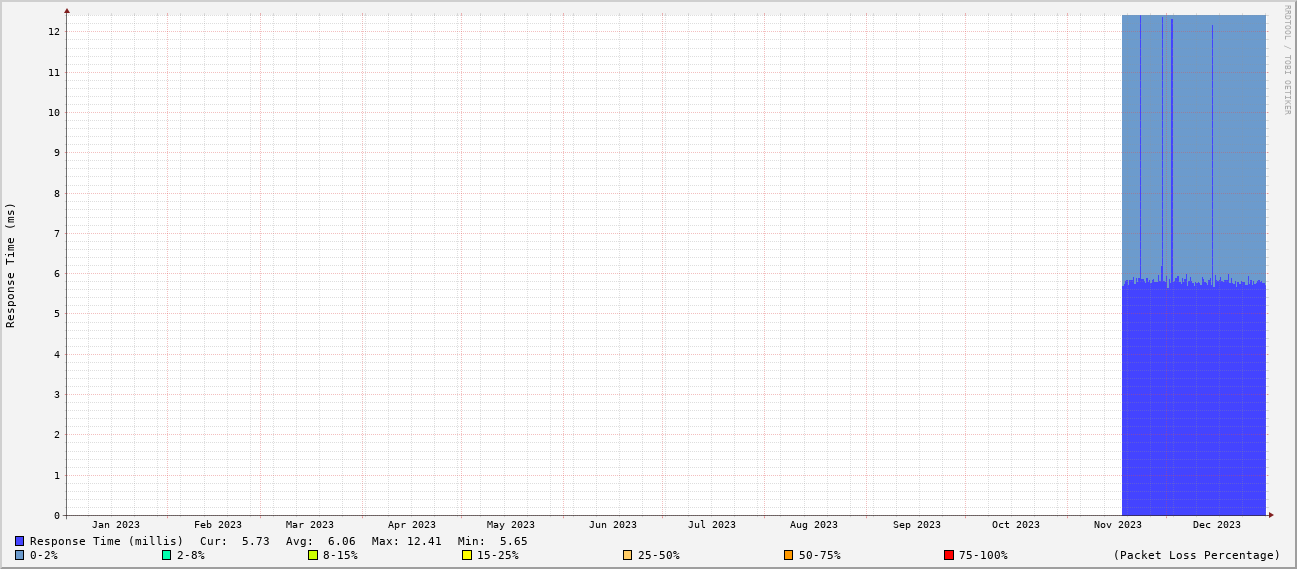 RRDTOOL / TOBI OETIKER
Response Time (ms)
12
11
10
9
8
7
6
5
4
3
2
1
0
Jan 2023 Feb 2023 Mar 2023 Apr 2023 May 2023 Jun 2023 Jul 2023 Aug 2023 Sep 2023 Oct 2023 Nov 2023 Dec 2023
Response Time (millis) Cur: 5.73 Avg: 6.06 Max: 12.41 Min: 5.65
0-2% 2-8% 8-15% 15-25% 25-50% 50-75% 75-100% (Packet Loss Percentage)